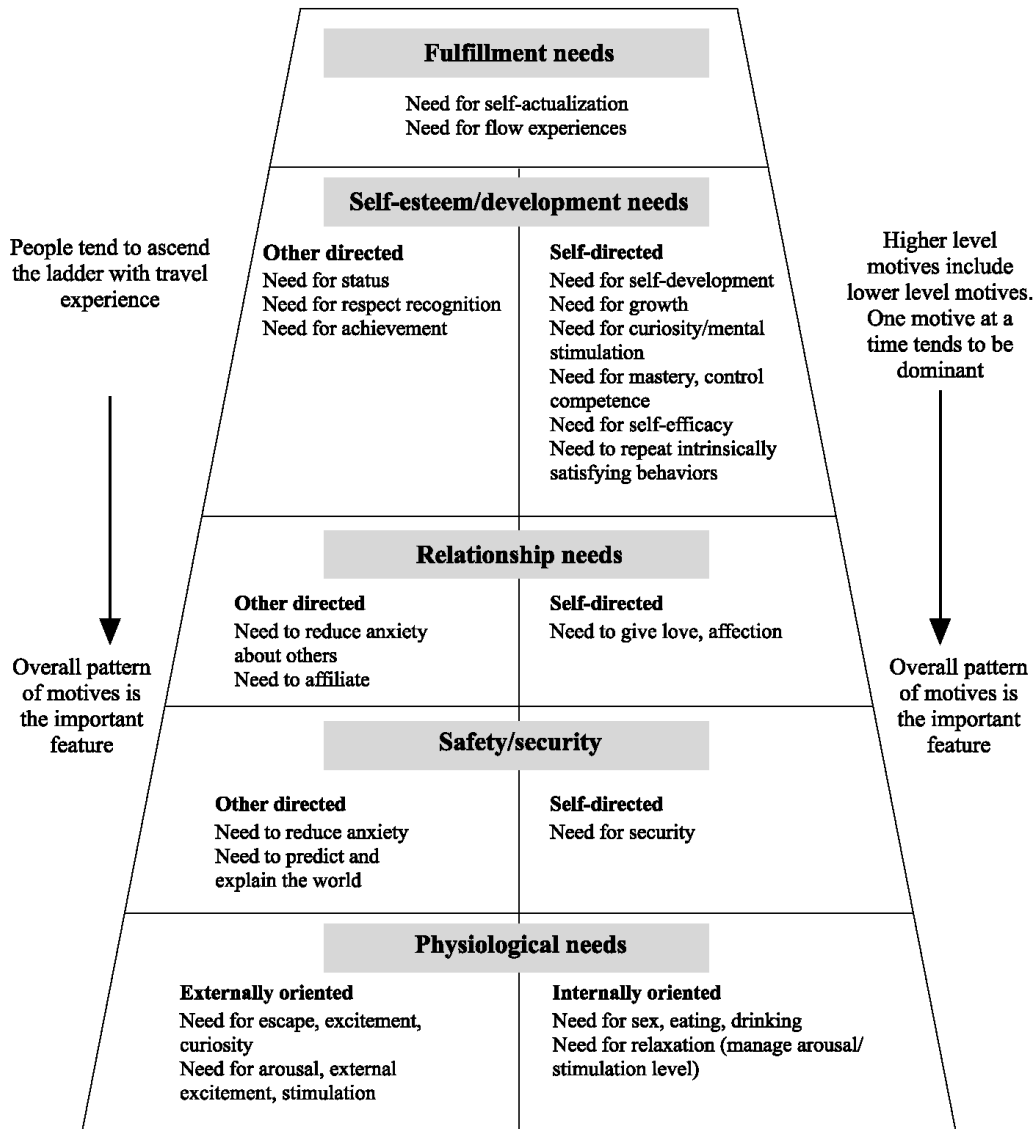 Fulfillment needs
Need for self-actualization
Need for flow experiences
Self-esteem/development needs
Other directed
Need for status
Need for respect recognition
Need for achievement
Self-directed
Need for self-development
Need for growth
Need for curiosity/mental
stimulation
Need for mastery, control
competence
Need for self-efficacy
Need to repeat intrinsically
satisfying behaviors
People tend to ascend
the ladder with travel
experience
Higher level
motives include
lower level motives.
One motive at a
time tends to be
dominant
Relationship needs
Other directed
Need to reduce anxiety
about others
Need to affiliate
Self-directed
Need to give love, affection
Overall pattern
of motives is
the important
feature
Overall pattern
of motives is
the important
feature
Safety/security
Other directed
Need to reduce anxiety
Need to predict and
explain the world
Self-directed
Need for security
Physiological needs
Externally oriented
Need for escape, excitement,
curiosity
Need for arousal, external
excitement, stimulation
Internally oriented
Need for sex, eating, drinking
Need for relaxation (manage arousal/
stimulation level)